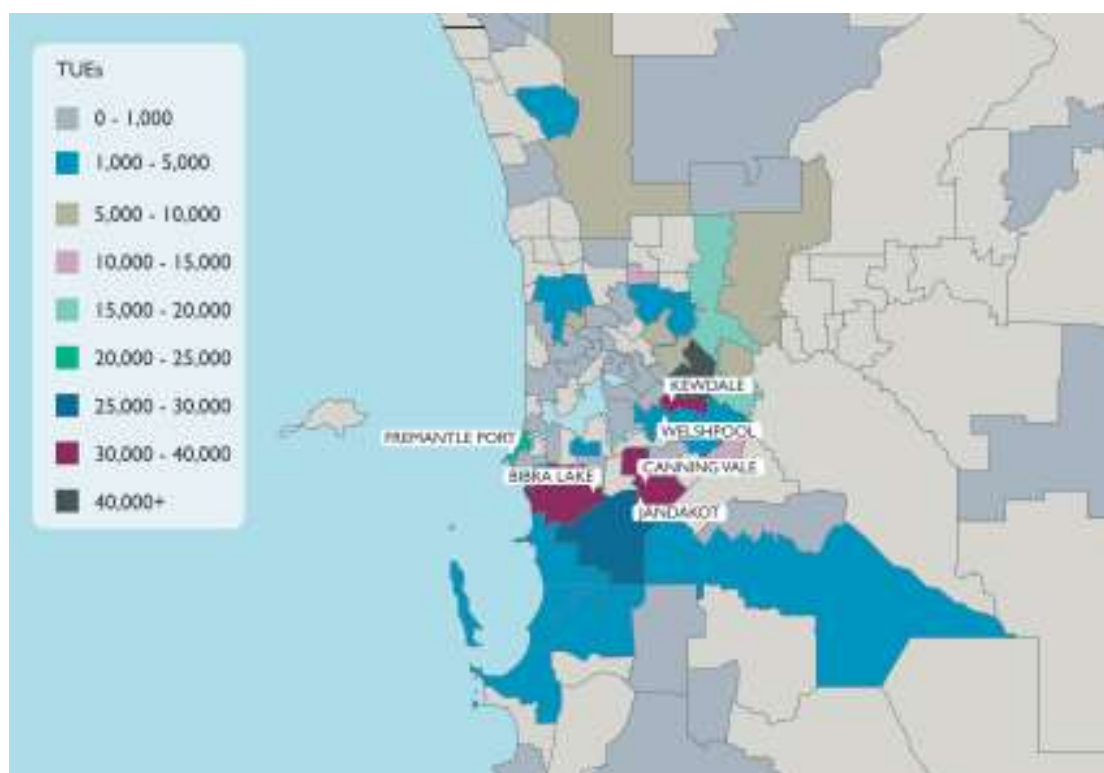 TUEs
0 - 1,000
1,000 - 5,000
5,000 - 10,000
10,000 - 15,000
15,000 - 20,000
20,000 - 25,000
25,000 - 30,000
30,000 - 40,000
40,000+
KEWDALE
WELSHPOOL
FREMANTLE PORT
CANNING VALE
BIBRA LAKE
JANDAKOT